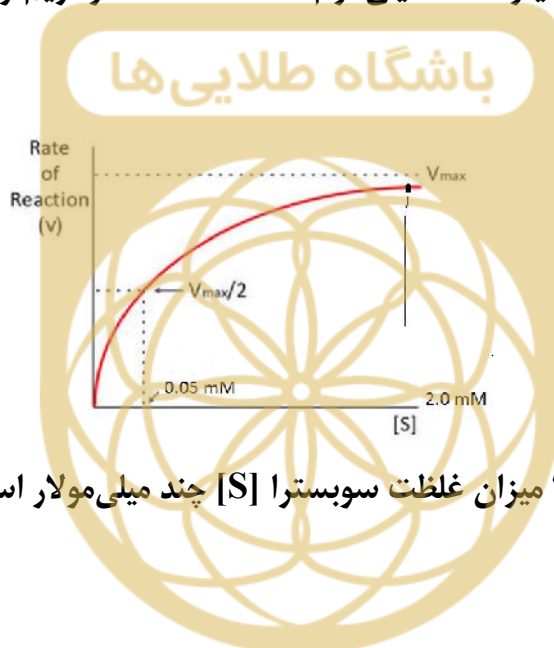 باشگاه طلایی‌ها
Rate
of
Reaction
(v)
Vmax
Vmax/2
0.05 mM
2.0 mM
[S]
میزان غلظت سوبسترا [S] چند میلی‌مولار